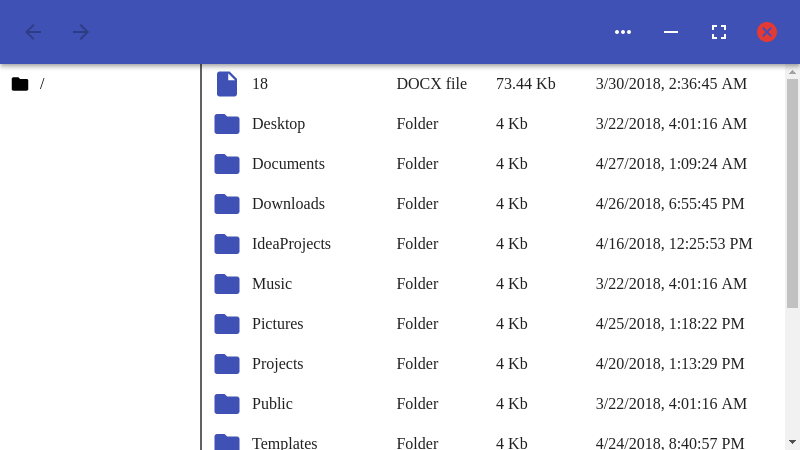 /
18 DOCX file 73.44 Kb 3/30/2018, 2:36:45 AM
Desktop Folder 4 Kb 3/22/2018, 4:01:16 AM
Documents Folder 4 Kb 4/27/2018, 1:09:24 AM
Downloads Folder 4 Kb 4/26/2018, 6:55:45 PM
IdeaProjects Folder 4 Kb 4/16/2018, 12:25:53 PM
Music Folder 4 Kb 3/22/2018, 4:01:16 AM
Pictures Folder 4 Kb 4/25/2018, 1:18:22 PM
Projects Folder 4 Kb 4/20/2018, 1:13:29 PM
Public Folder 4 Kb 3/22/2018, 4:01:16 AM
Templates Folder 4 Kb 4/24/2018, 8:40:57 PM